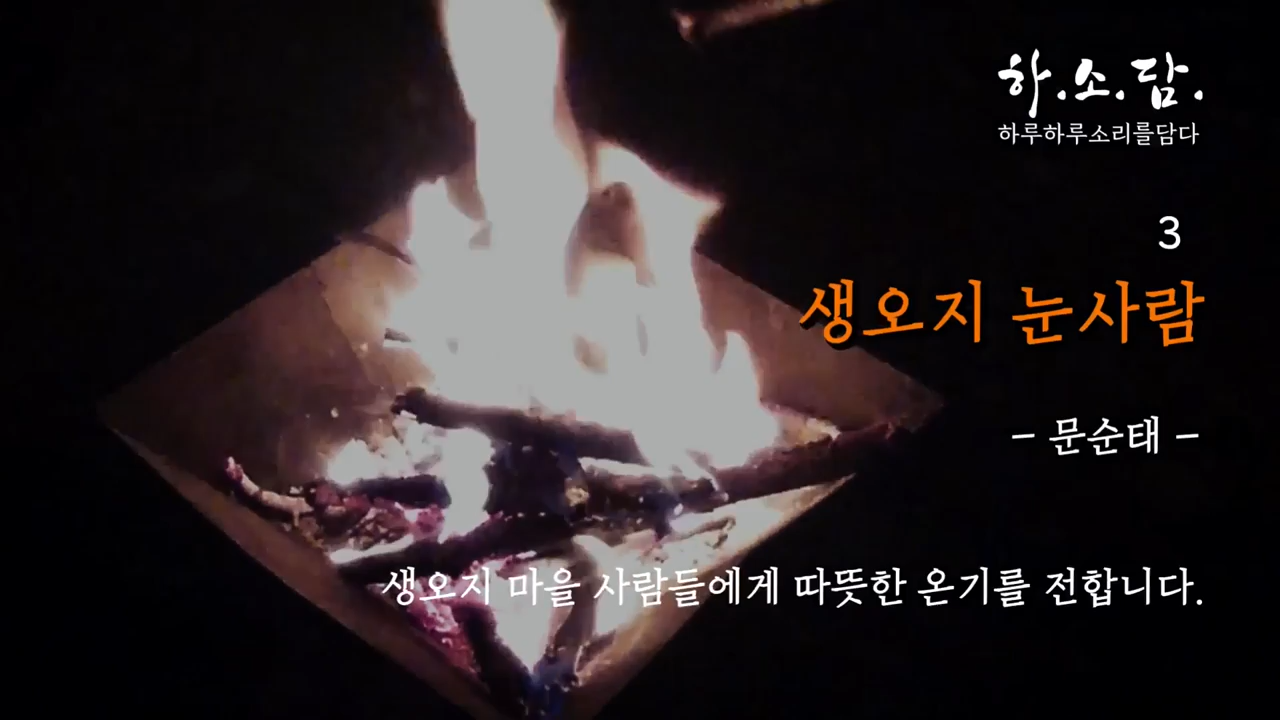 하.소.담.
하루하루소리를담다
3
생오지 눈사람
– 문순태 –
생오지 마을 사람들에게 따뜻한 온기를 전합니다.